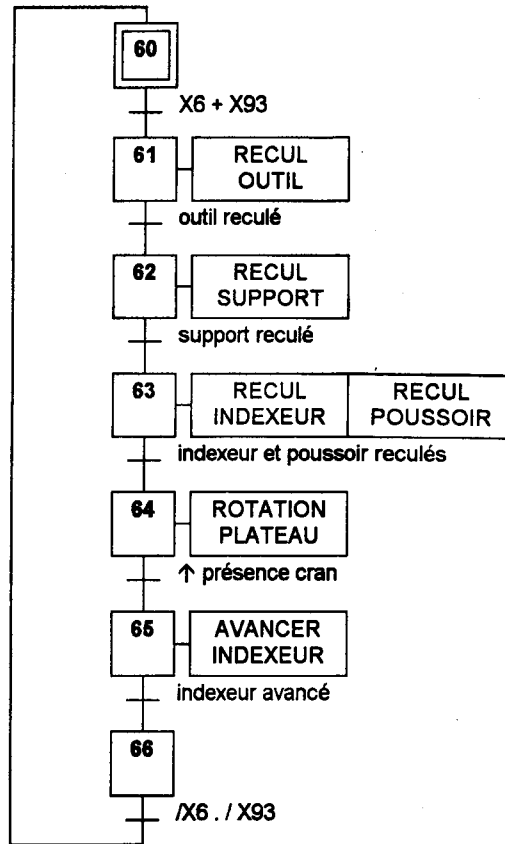 60
X6 + X93
61
RECUL
OUTIL
outil reculé
62
RECUL
SUPPORT
support reculé
63
RECUL
INDEXEUR
RECUL
POUSSOIR
indexeur et poussoir reculés
64
ROTATION
PLATEAU
↑ présence cran
65
AVANCER
INDEXEUR
indexeur avancé
66
/X6 . / X93